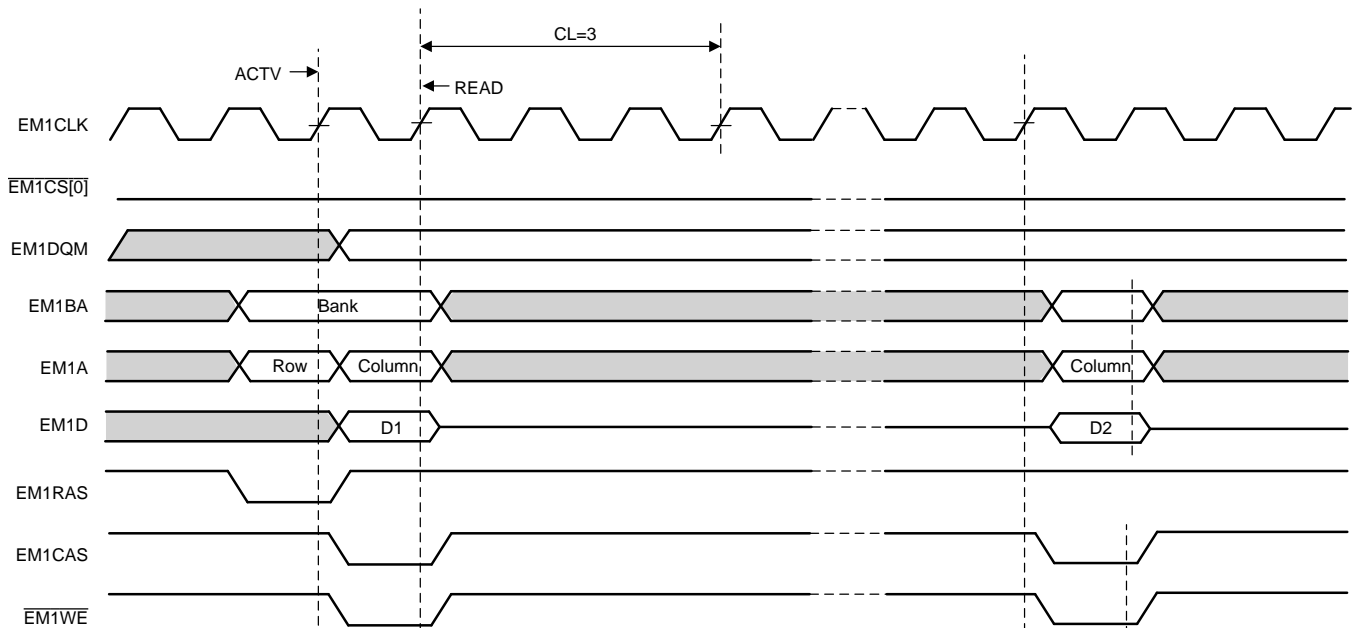 CL=3
ACTV
READ
EM1CLK
EM1CS[0]
EM1DQM
EM1BA
Bank
EM1A
Row Column Column
EM1D
D1 D2
EM1RAS
EM1CAS
EM1WE